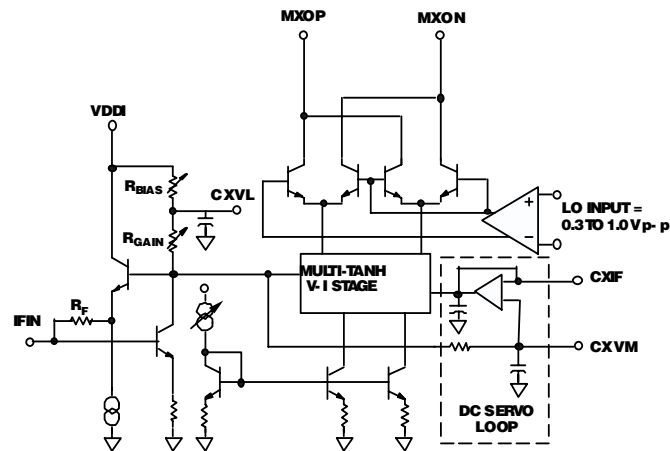 MXOP
MXON
VDDI
RBIAS
CXVL
RGAIN
+
LO INPUT =
0.3 TO 1.0 Vp-p
−
MULTI-TANH
V-I STAGE
CXIF
RF
IFIN
CXVM
DC SERVO
LOOP